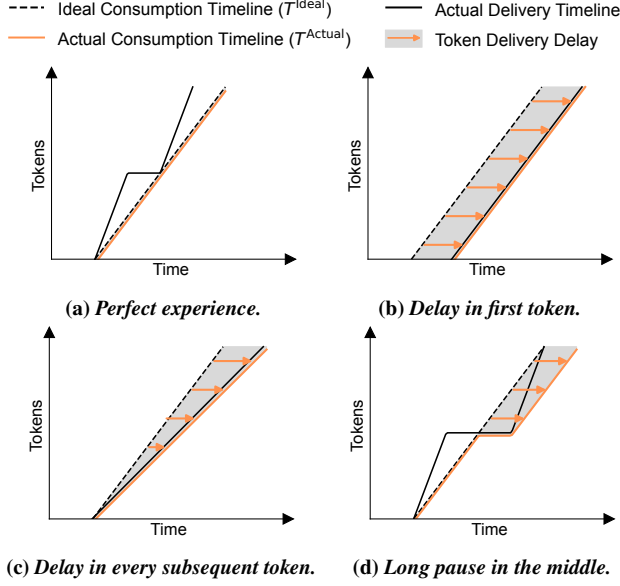 Ideal Consumption Timeline (T^Ideal)
Actual Delivery Timeline
Actual Consumption Timeline (T^Actual)
Token Delivery Delay
Tokens
Time
(a) Perfect experience.
Tokens
Time
(b) Delay in first token.
Tokens
Time
(c) Delay in every subsequent token.
Tokens
Time
(d) Long pause in the middle.